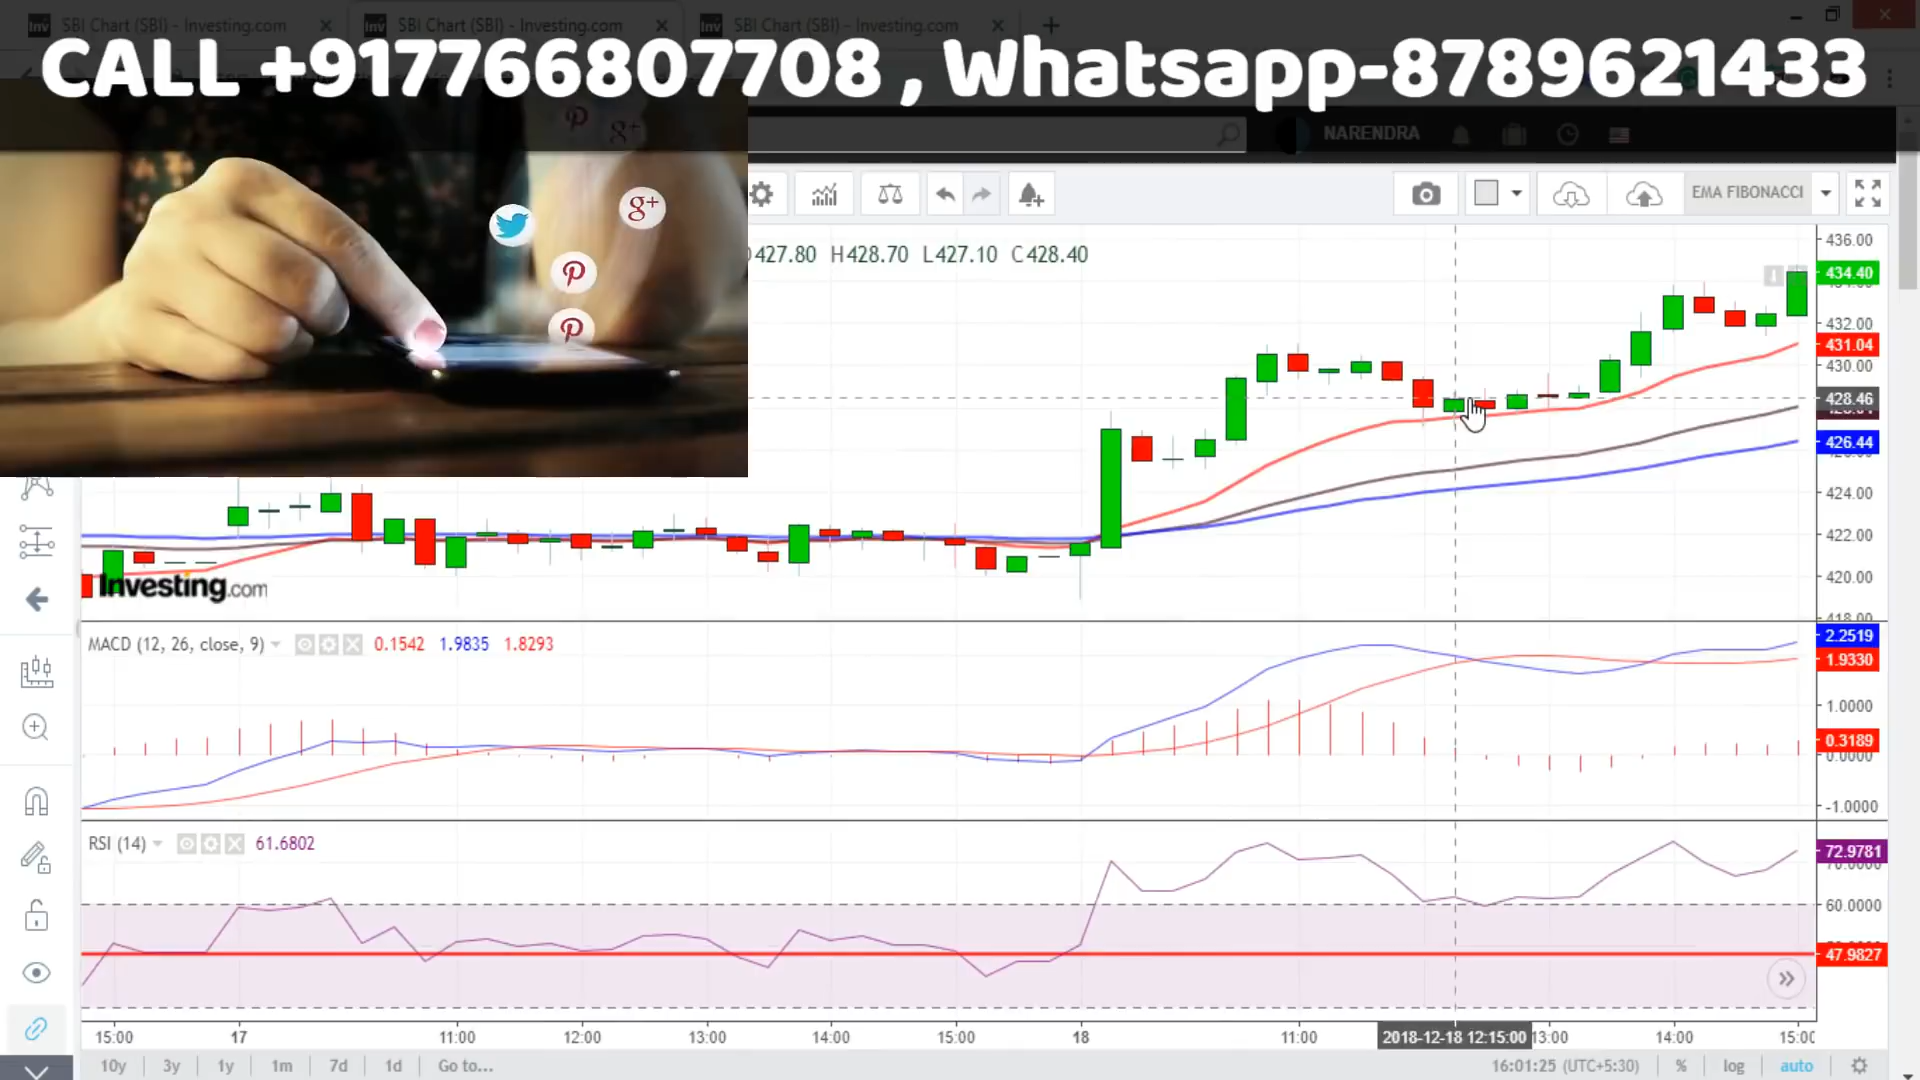 SBI Chart (SBI) - Investing.com SBI Chart (SBI) - Investing.com SBI Chart (SBI) - Investing.com
CALL +917766807708 , Whatsapp-8789621433
NARENDRA
EMA FIBONACCI
427.80 H428.70 L427.10 C428.40
436.00
434.40
432.00
431.04
430.00
428.46
426.44
424.00
422.00
420.00
418.00
Investing.com
MACD (12, 26, close, 9) 0.1542 1.9835 1.8293
2.2519
1.9330
1.0000
0.3189
0.0000
-1.0000
RSI (14) 61.6802
72.9781
60.0000
47.9827
15:00 17 11:00 12:00 13:00 14:00 15:00 18 11:00 2018-12-18 12:15:00 13:00 14:00 15:00
10y 3y 1y 1m 7d 1d Go to... 16:01:25 (UTC+5:30) % log auto